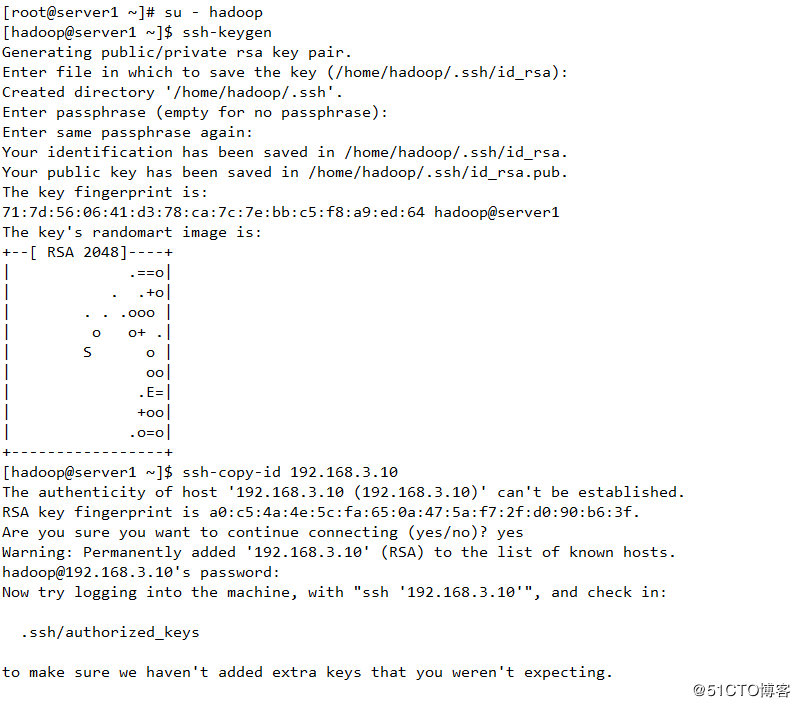 [root@server1 ~]# su - hadoop
[hadoop@server1 ~]$ ssh-keygen
Generating public/private rsa key pair.
Enter file in which to save the key (/home/hadoop/.ssh/id_rsa):
Created directory '/home/hadoop/.ssh'.
Enter passphrase (empty for no passphrase):
Enter same passphrase again:
Your identification has been saved in /home/hadoop/.ssh/id_rsa.
Your public key has been saved in /home/hadoop/.ssh/id_rsa.pub.
The key fingerprint is:
71:7d:56:06:41:d3:78:ca:7c:7e:bb:c5:f8:a9:ed:64 hadoop@server1
The key's randomart image is:
+--[ RSA 2048]----+
|             .==o|
|           .  .+o|
|        . . .ooo |
|         o   o+ .|
|        S      o |
|               oo|
|              .E=|
|              +oo|
|             .o=o|
+-----------------+
[hadoop@server1 ~]$ ssh-copy-id 192.168.3.10
The authenticity of host '192.168.3.10 (192.168.3.10)' can't be established.
RSA key fingerprint is a0:c5:4a:4e:5c:fa:65:0a:47:5a:f7:2f:d0:90:b6:3f.
Are you sure you want to continue connecting (yes/no)? yes
Warning: Permanently added '192.168.3.10' (RSA) to the list of known hosts.
hadoop@192.168.3.10's password:
Now try logging into the machine, with "ssh '192.168.3.10'", and check in:
  .ssh/authorized_keys
to make sure we haven't added extra keys that you weren't expecting.
@51CTO博客